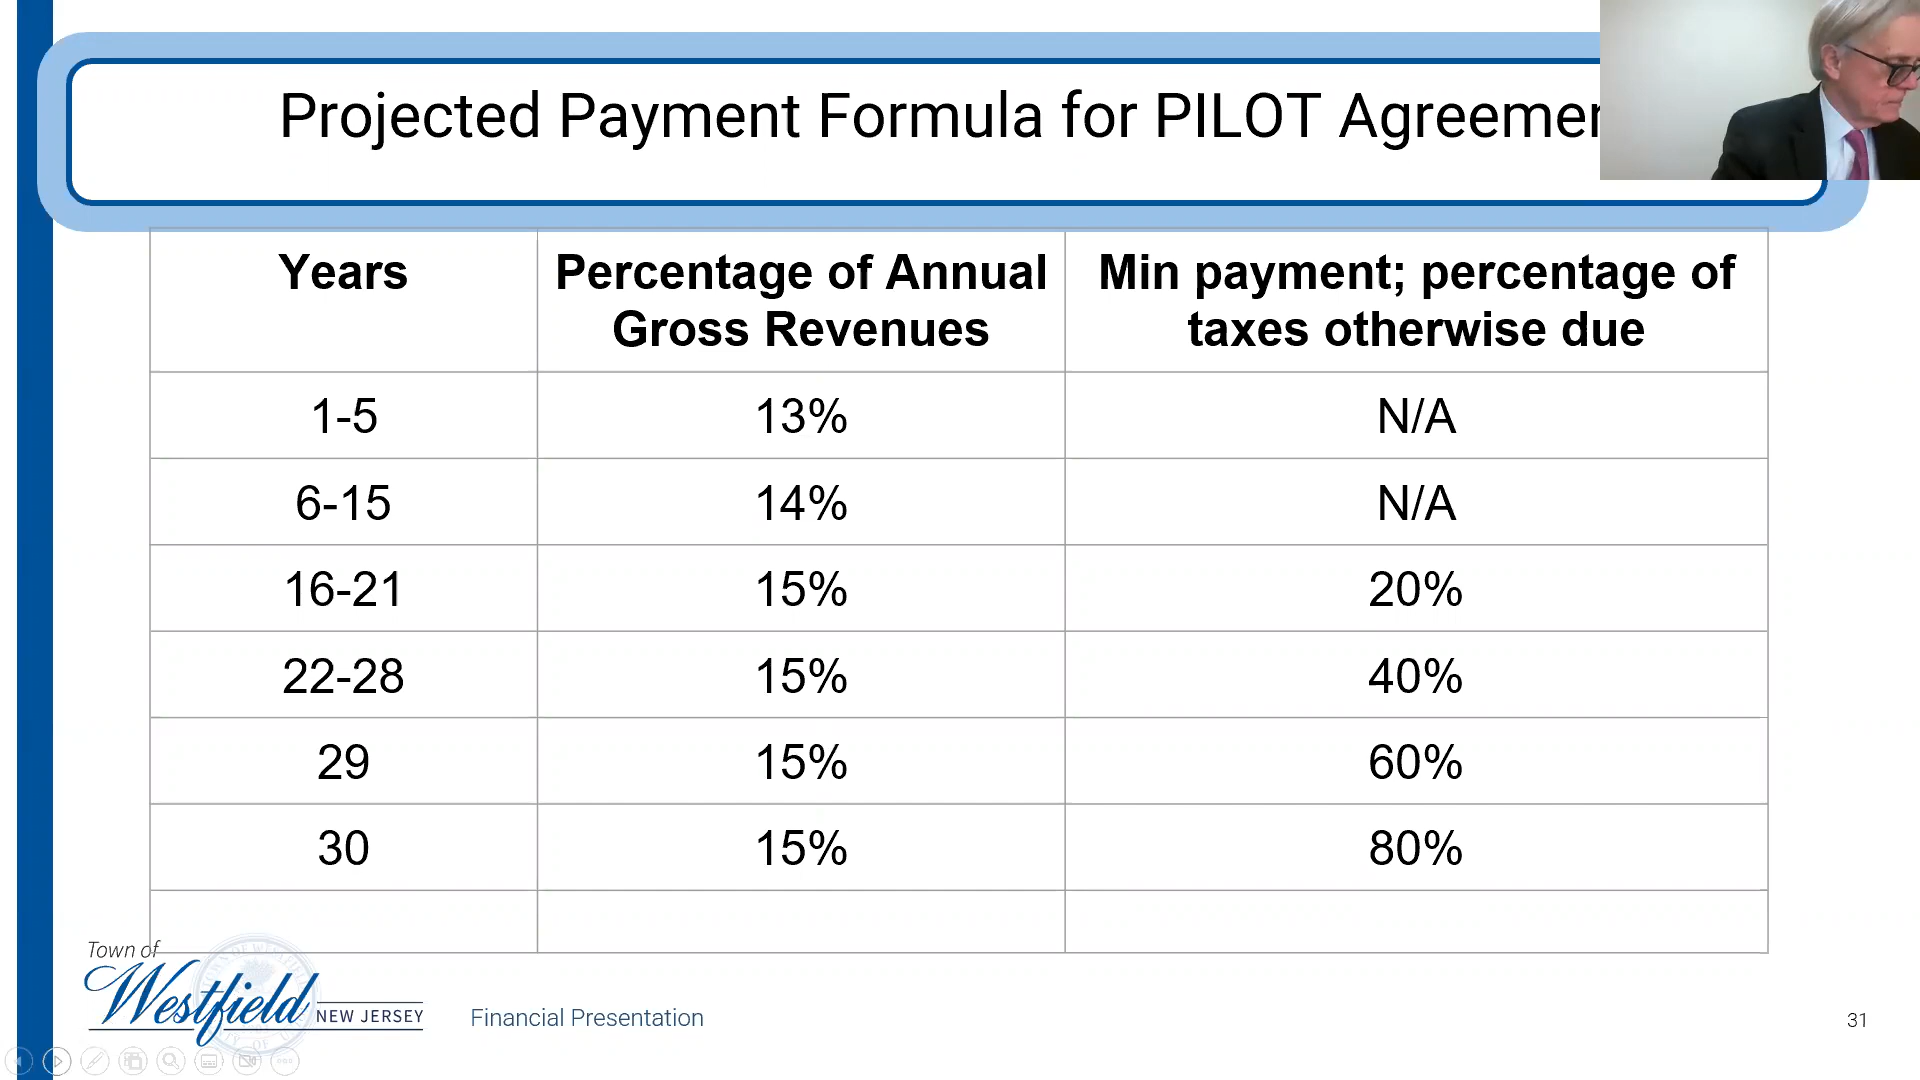 Projected Payment Formula for PILOT Agreemen
Years
Percentage of Annual
Gross Revenues
Min payment; percentage of
taxes otherwise due
1-5
13%
N/A
6-15
14%
N/A
16-21
15%
20%
22-28
15%
40%
29
15%
60%
30
15%
80%
Town of
Westfield
NEW JERSEY
Financial Presentation
31